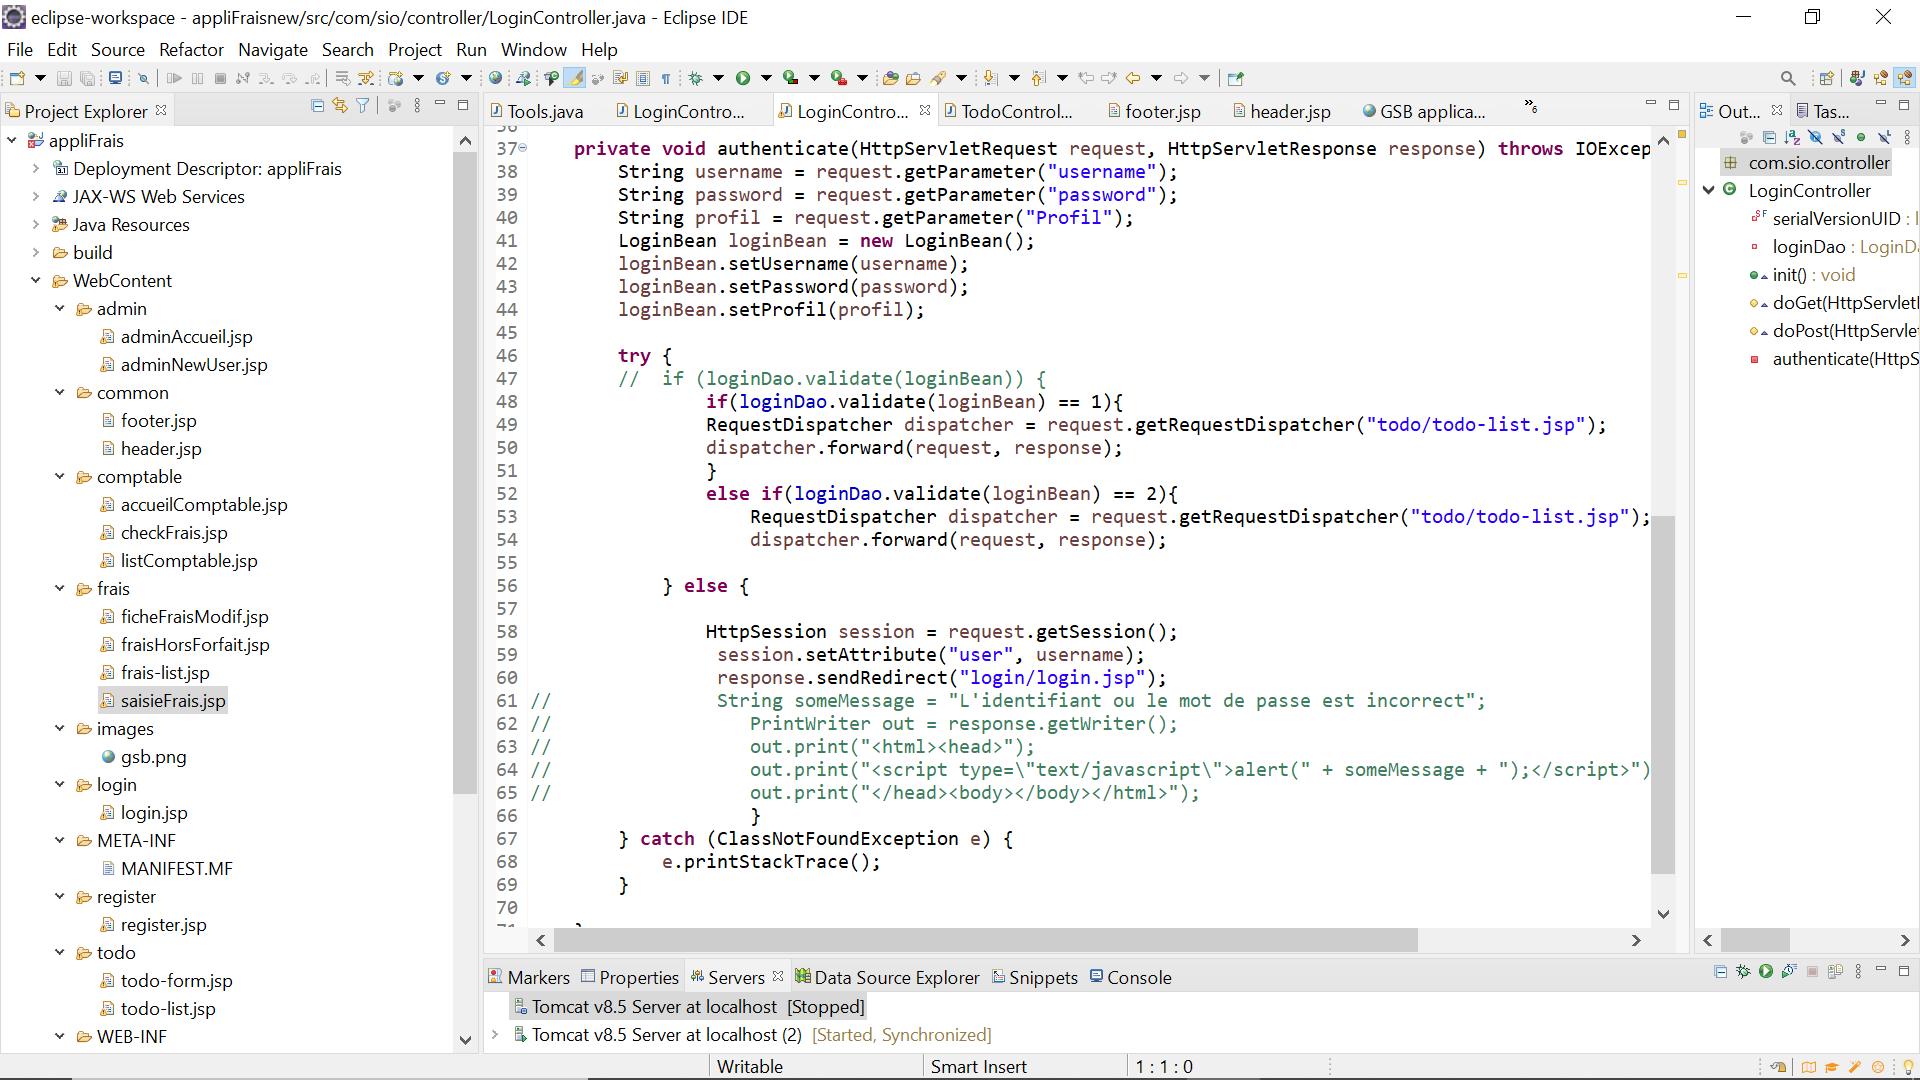 eclipse-workspace - appliFraisnew/src/com/sio/controller/LoginController.java - Eclipse IDE
File Edit Source Refactor Navigate Search Project Run Window Help
Project Explorer
appliFrais
Deployment Descriptor: appliFrais
JAX-WS Web Services
Java Resources
build
WebContent
admin
adminAccueil.jsp
adminNewUser.jsp
common
footer.jsp
header.jsp
comptable
accueilComptable.jsp
checkFrais.jsp
listComptable.jsp
frais
ficheFraisModif.jsp
fraisHorsForfait.jsp
frais-list.jsp
saisieFrais.jsp
images
gsb.png
login
login.jsp
META-INF
MANIFEST.MF
register
register.jsp
todo
todo-form.jsp
todo-list.jsp
WEB-INF
Tools.java LoginContro... LoginContro... TodoControl... footer.jsp header.jsp GSB applica... »6
36
37 private void authenticate(HttpServletRequest request, HttpServletResponse response) throws IOExcep
38 String username = request.getParameter("username");
39 String password = request.getParameter("password");
40 String profil = request.getParameter("Profil");
41 LoginBean loginBean = new LoginBean();
42 loginBean.setUsername(username);
43 loginBean.setPassword(password);
44 loginBean.setProfil(profil);
45
46 try {
47 // if (loginDao.validate(loginBean)) {
48 if(loginDao.validate(loginBean) == 1){
49 RequestDispatcher dispatcher = request.getRequestDispatcher("todo/todo-list.jsp");
50 dispatcher.forward(request, response);
51 }
52 else if(loginDao.validate(loginBean) == 2){
53 RequestDispatcher dispatcher = request.getRequestDispatcher("todo/todo-list.jsp");
54 dispatcher.forward(request, response);
55
56 } else {
57
58 HttpSession session = request.getSession();
59 session.setAttribute("user", username);
60 response.sendRedirect("login/login.jsp");
61 // String someMessage = "L'identifiant ou le mot de passe est incorrect";
62 // PrintWriter out = response.getWriter();
63 // out.print("<html><head>");
64 // out.print("<script type=\"text/javascript\">alert(" + someMessage + ");</script>")
65 // out.print("</head><body></body></html>");
66 }
67 } catch (ClassNotFoundException e) {
68 e.printStackTrace();
69 }
70
71 }
Out... Tas...
com.sio.controller
LoginController
serialVersionUID : l
loginDao : LoginD
init() : void
doGet(HttpServletl
doPost(HttpServle
authenticate(HttpS
Markers Properties Servers Data Source Explorer Snippets Console
Tomcat v8.5 Server at localhost [Stopped]
Tomcat v8.5 Server at localhost (2) [Started, Synchronized]
Writable Smart Insert 1 : 1 : 0